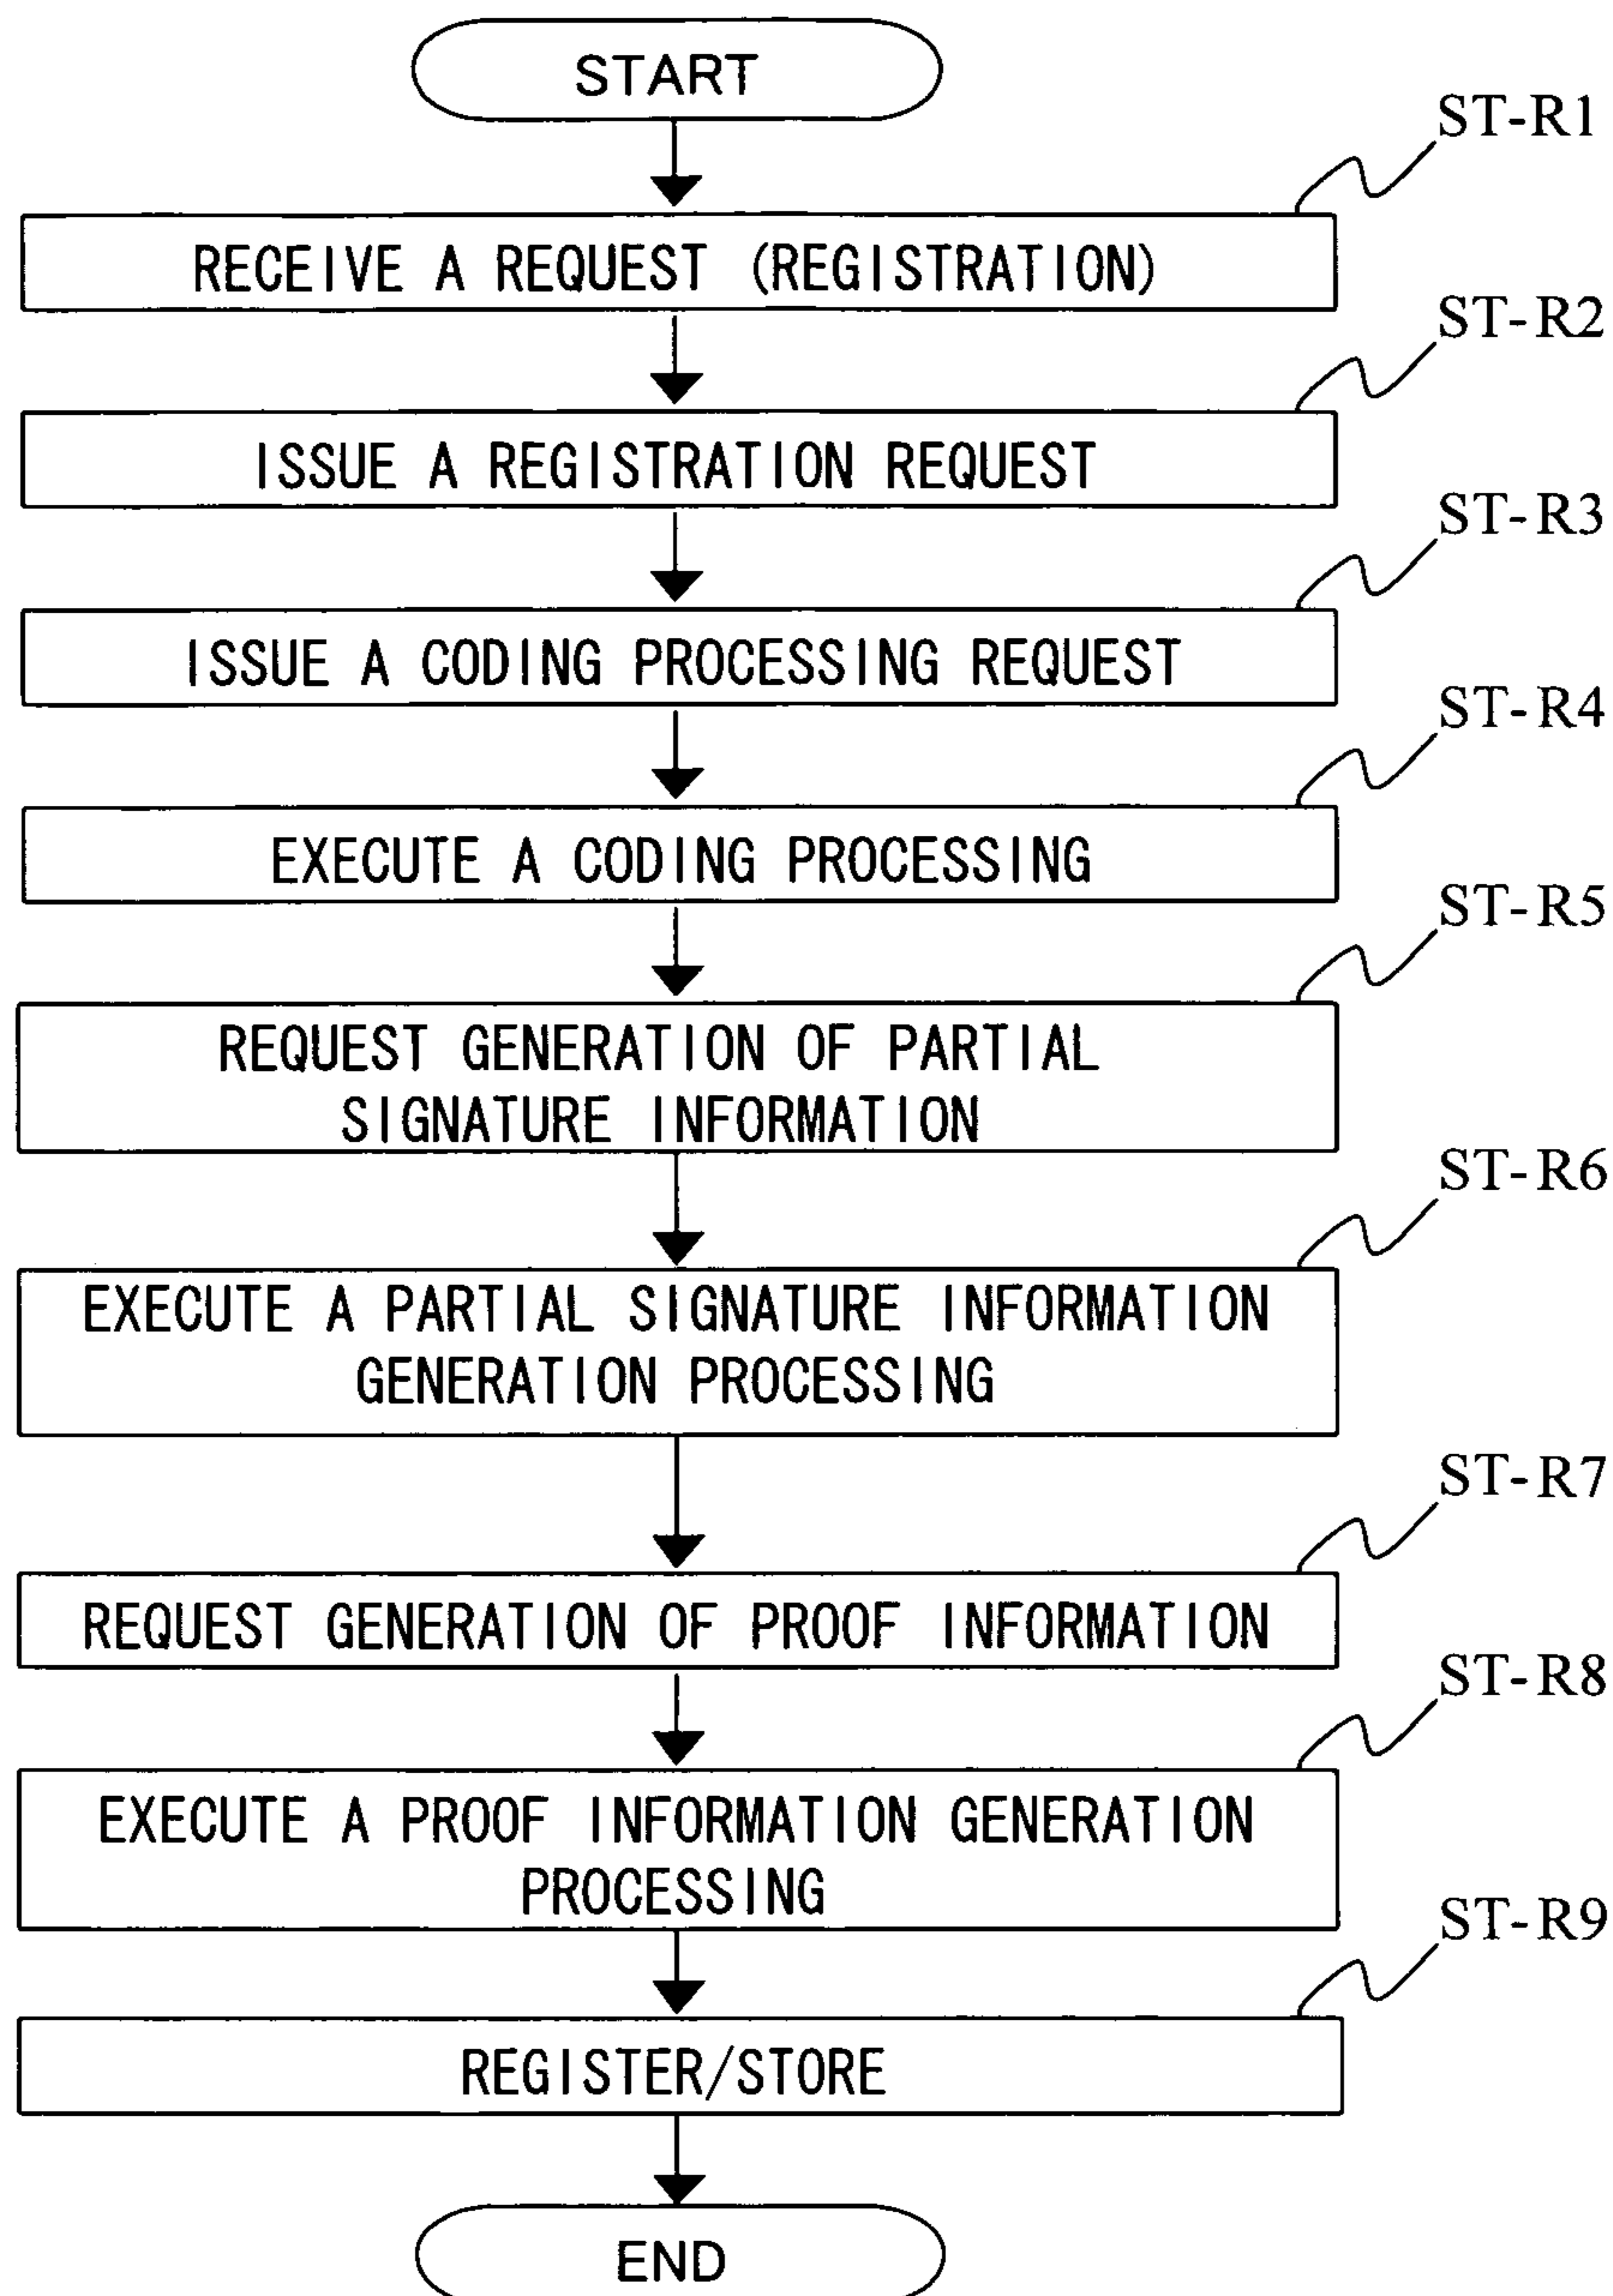 START
ST-R1
RECEIVE A REQUEST (REGISTRATION)
ST-R2
ISSUE A REGISTRATION REQUEST
ST-R3
ISSUE A CODING PROCESSING REQUEST
ST-R4
EXECUTE A CODING PROCESSING
ST-R5
REQUEST GENERATION OF PARTIAL
SIGNATURE INFORMATION
ST-R6
EXECUTE A PARTIAL SIGNATURE INFORMATION
GENERATION PROCESSING
ST-R7
REQUEST GENERATION OF PROOF INFORMATION
ST-R8
EXECUTE A PROOF INFORMATION GENERATION
PROCESSING
ST-R9
REGISTER/STORE
END